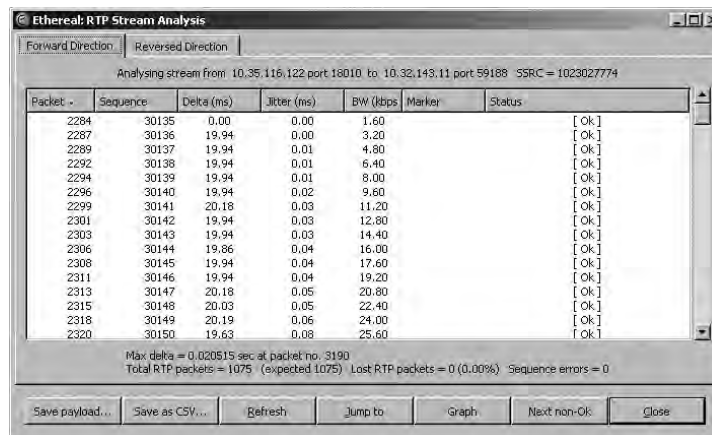 Ethereal: RTP Stream Analysis
Forward Direction Reversed Direction
Analysing stream from 10.35.116.122 port 18010 to 10.32.143.11 port 59188 SSRC = 1023027774
Packet Sequence Delta (ms) Jitter (ms) BW (kbps Marker Status
2284 30135 0.00 0.00 1.60 [ Ok ]
2287 30136 19.94 0.00 3.20 [ Ok ]
2289 30137 19.94 0.01 4.80 [ Ok ]
2292 30138 19.94 0.01 6.40 [ Ok ]
2294 30139 19.94 0.01 8.00 [ Ok ]
2296 30140 19.94 0.02 9.60 [ Ok ]
2299 30141 20.18 0.03 11.20 [ Ok ]
2301 30142 19.94 0.03 12.80 [ Ok ]
2303 30143 19.94 0.03 14.40 [ Ok ]
2306 30144 19.86 0.04 16.00 [ Ok ]
2308 30145 19.94 0.04 17.60 [ Ok ]
2311 30146 19.94 0.04 19.20 [ Ok ]
2313 30147 20.18 0.05 20.80 [ Ok ]
2315 30148 20.03 0.05 22.40 [ Ok ]
2318 30149 20.19 0.06 24.00 [ Ok ]
2320 30150 19.63 0.08 25.60 [ Ok ]
Max delta = 0.020515 sec at packet no. 3190
Total RTP packets = 1075 (expected 1075) Lost RTP packets = 0 (0.00%) Sequence errors = 0
Save payload... Save as CSV... Refresh Jump to Graph Next non-Ok Close